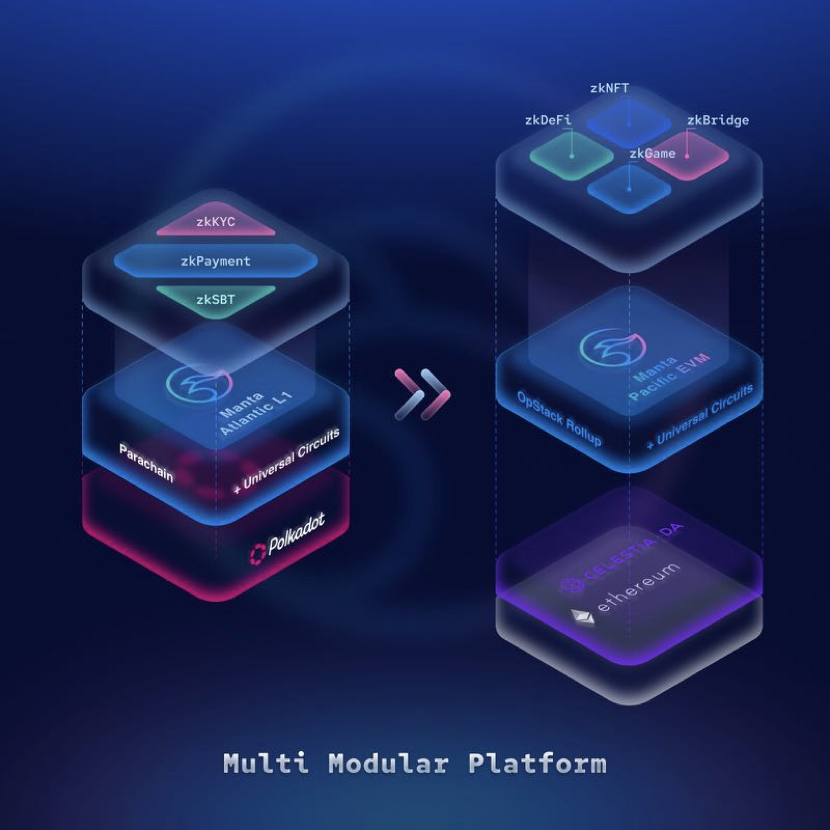 zkKYC
zkPayment
zkSBT
Manta
Atlantic L1
Parachain
+ Universal Circuits
Polkadot
zkNFT
zkDeFi
zkBridge
zkGame
Manta
Pacific EVM
OpStack Rollup
+ Universal Circuits
CELESTIA DA
ethereum
Multi Modular Platform